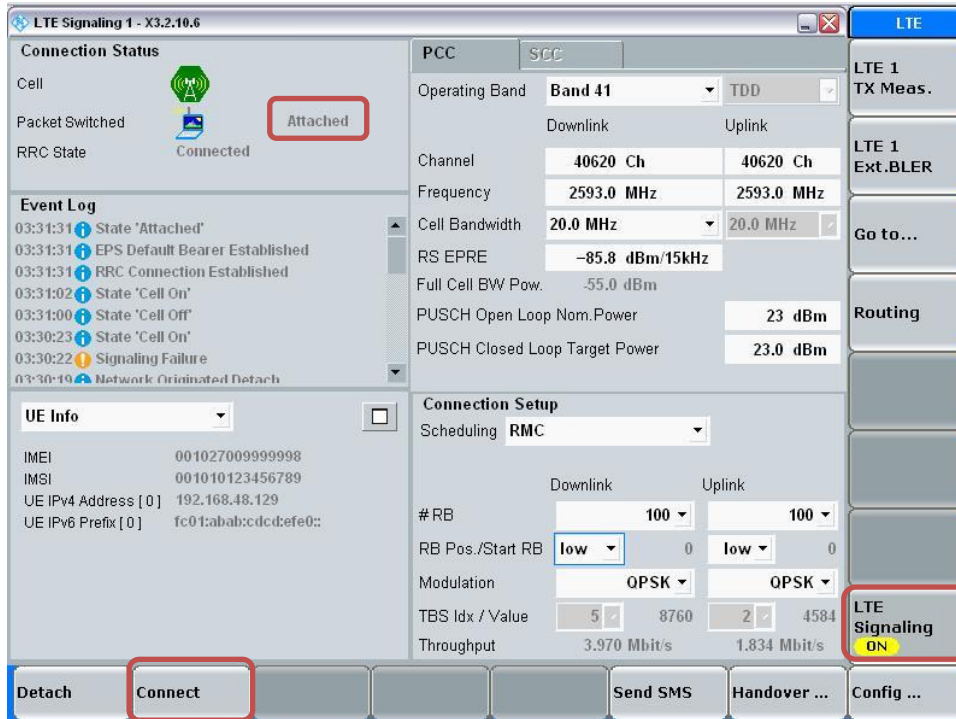 LTE Signaling 1 - X3.2.10.6
LTE
Connection Status
Cell
Packet Switched Attached
RRC State Connected
Event Log
03:31:31 State 'Attached'
03:31:31 EPS Default Bearer Established
03:31:31 RRC Connection Established
03:31:02 State 'Cell On'
03:31:00 State 'Cell Off'
03:30:23 State 'Cell On'
03:30:22 Signaling Failure
03:30:19 Network Originated Detach
UE Info
IMEI 001027009999998
IMSI 001010123456789
UE IPv4 Address [ 0 ] 192.168.48.129
UE IPv6 Prefix [ 0 ] fc01:abab:cdcd:efe0::
PCC SCC
Operating Band Band 41 TDD
Downlink Uplink
Channel 40620 Ch 40620 Ch
Frequency 2593.0 MHz 2593.0 MHz
Cell Bandwidth 20.0 MHz 20.0 MHz
RS EPRE -85.8 dBm/15kHz
Full Cell BW Pow. -55.0 dBm
PUSCH Open Loop Nom.Power 23 dBm
PUSCH Closed Loop Target Power 23.0 dBm
Connection Setup
Scheduling RMC
Downlink Uplink
# RB 100 100
RB Pos./Start RB low 0 low 0
Modulation QPSK QPSK
TBS Idx / Value 5 8760 2 4584
Throughput 3.970 Mbit/s 1.834 Mbit/s
LTE 1
TX Meas.
LTE 1
Ext.BLER
Go to...
Routing
LTE
Signaling
ON
Detach Connect Send SMS Handover ... Config ...